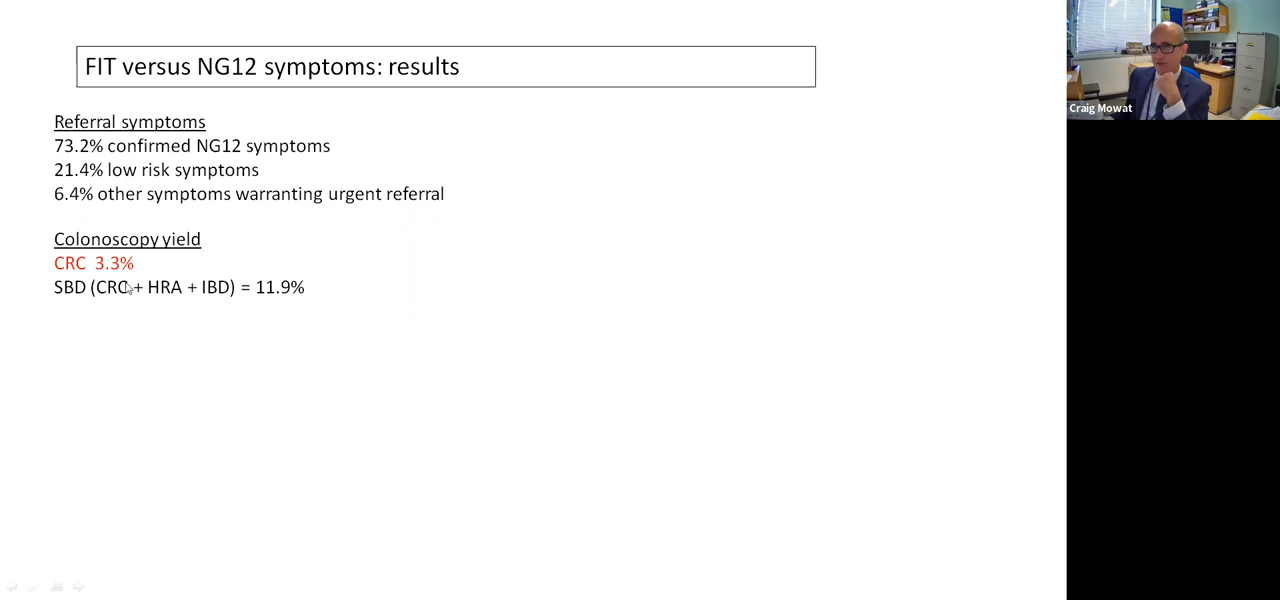 FIT versus NG12 symptoms: results
Referral symptoms
73.2% confirmed NG12 symptoms
21.4% low risk symptoms
6.4% other symptoms warranting urgent referral
Colonoscopy yield
CRC 3.3%
SBD (CRC + HRA + IBD) = 11.9%
Craig Mowat